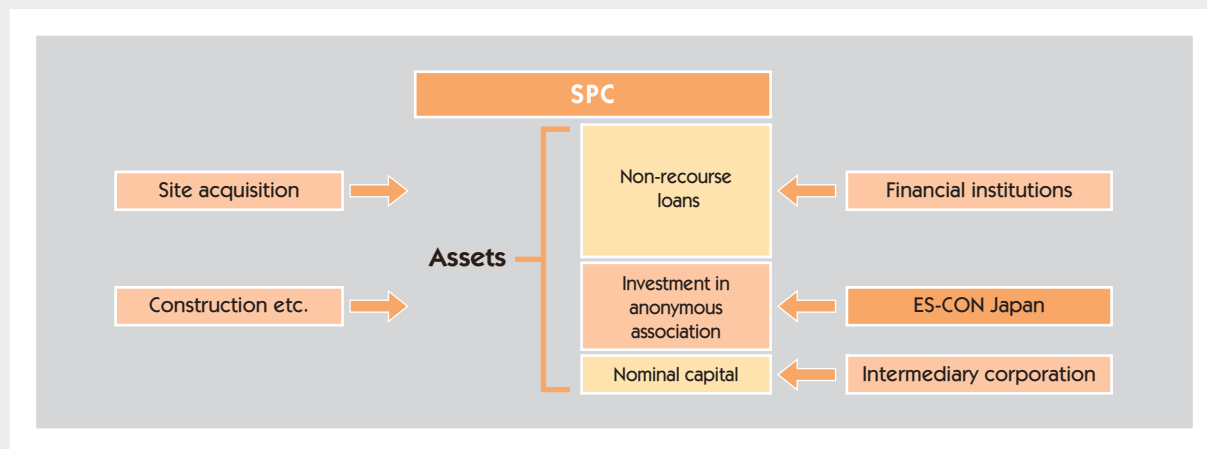 SPC
Site acquisition
Non-recourse
loans
Financial institutions
Assets
Construction etc.
Investment in
anonymous
association
ES-CON Japan
Nominal capital
Intermediary corporation